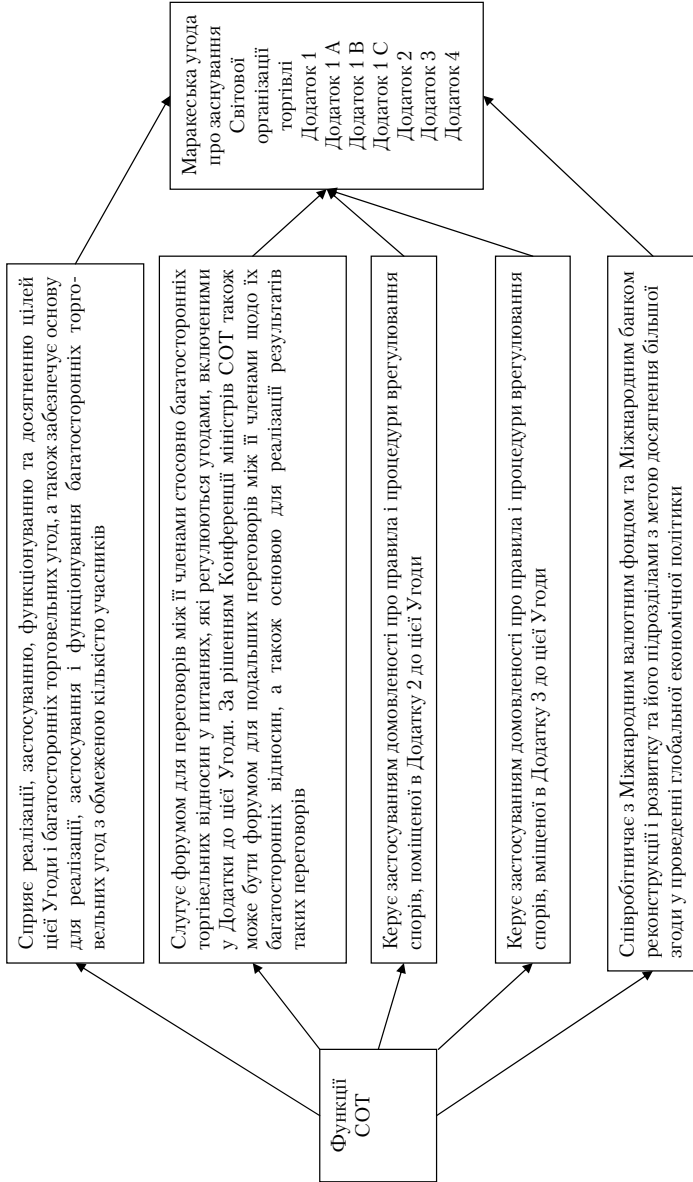 Функції
СОТ
Сприяє реалізації, застосуванню, функціонуванню та досягненню цілей
цієї Угоди і багатосторонніх торговельних угод, а також забезпечує основу
для реалізації, застосування і функціонування багатосторонніх торго-
вельних угод з обмеженою кількістю учасників
Слугує форумом для переговорів між її членами стосовно багатосторонніх
торгівельних відносин у питаннях, які регулюються угодами, включеними
у Додатки до цієї Угоди. За рішенням Конференції міністрів СОТ також
може бути форумом для подальших переговорів між її членами щодо їх
багатосторонніх відносин, а також основою для реалізації результатів
таких переговорів
Керує застосуванням домовленості про правила і процедури врегулювання
спорів, поміщеної в Додатку 2 до цієї Угоди
Керує застосуванням домовленості про правила і процедури врегулювання
спорів, вміщеної в Додатку 3 до цієї Угоди
Співробітничає з Міжнародним валютним фондом та Міжнародним банком
реконструкції і розвитку та його підрозділами з метою досягнення більшої
згоди у проведенні глобальної економічної політики
Маракеська угода
про заснування
Світової
організації
торгівлі
Додаток 1
Додаток 1 А
Додаток 1 В
Додаток 1 С
Додаток 2
Додаток 3
Додаток 4